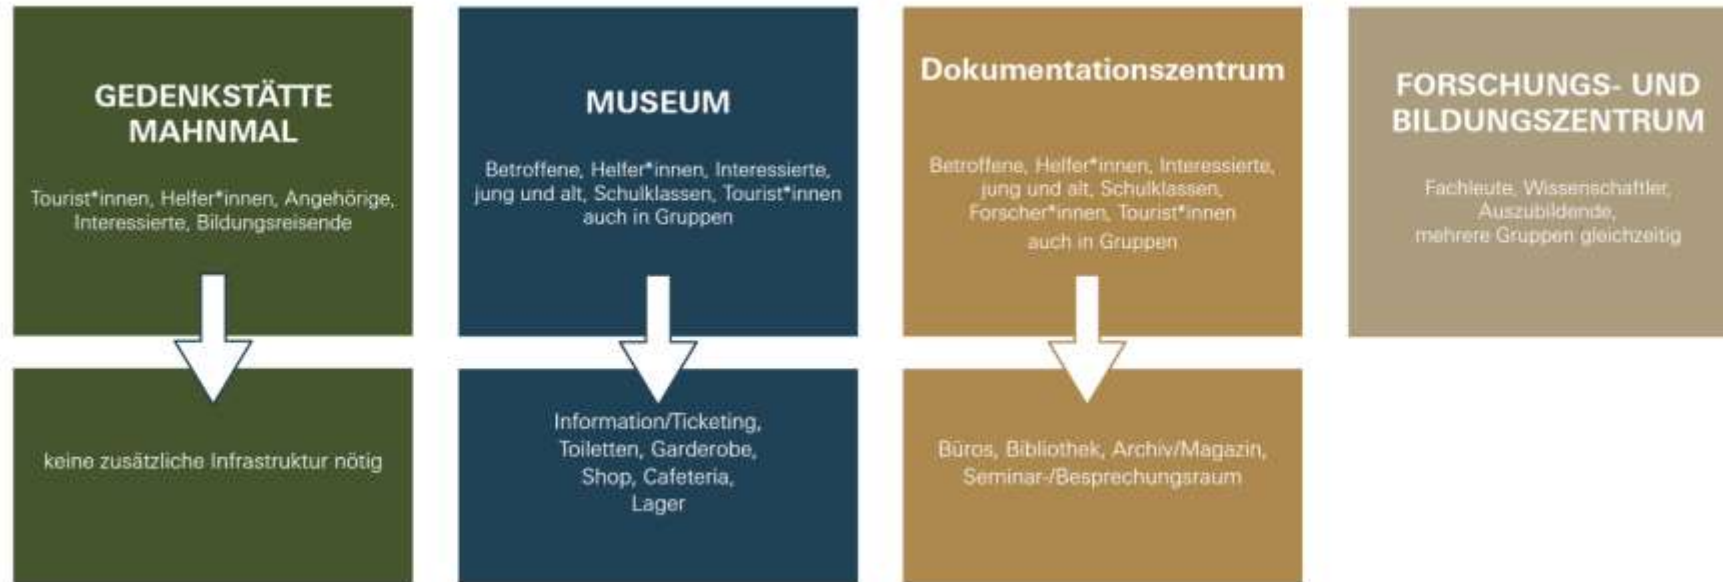 GEDENKSTÄTTE
MAHNMAL
Tourist*innen, Helfer*innen, Angehörige,
Interessierte, Bildungsreisende
keine zusätzliche Infrastruktur nötig
MUSEUM
Betroffene, Helfer*innen, Interessierte,
jung und alt, Schulklassen, Tourist*innen
auch in Gruppen
Information/Ticketing,
Toiletten, Garderobe,
Shop, Cafeteria,
Lager
Dokumentationszentrum
Betroffene, Helfer*innen, Interessierte,
jung und alt, Schulklassen,
Forscher*innen, Tourist*innen
auch in Gruppen
Büros, Bibliothek, Archiv/Magazin,
Seminar-/Besprechungsraum
FORSCHUNGS- UND
BILDUNGSZENTRUM
Fachleute, Wissenschaftler,
Auszubildende,
mehrere Gruppen gleichzeitig